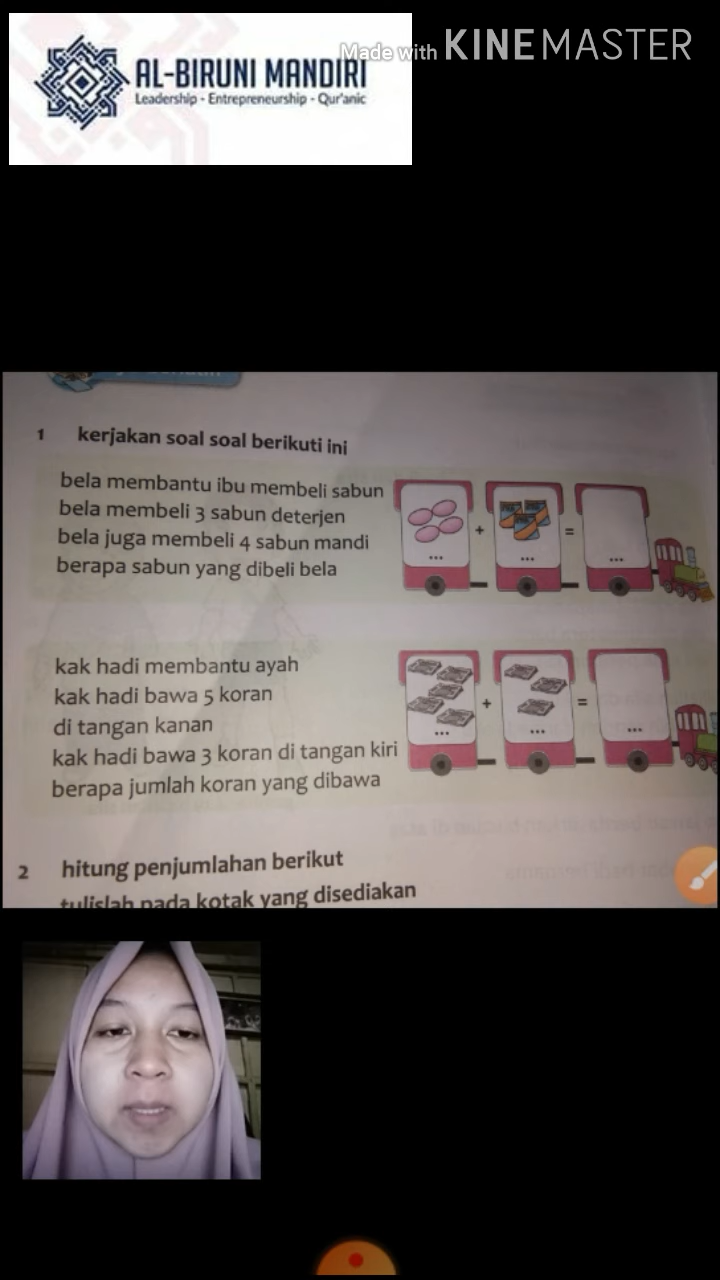 Made with KINEMASTER
AL-BIRUNI MANDIRI
Leadership - Entrepreneurship - Qur'anic
1 kerjakan soal soal berikuti ini
bela membantu ibu membeli sabun
bela membeli 3 sabun deterjen
bela juga membeli 4 sabun mandi
berapa sabun yang dibeli bela
... + ... = ...
kak hadi membantu ayah
kak hadi bawa 5 koran
di tangan kanan
kak hadi bawa 3 koran di tangan kiri
berapa jumlah koran yang dibawa
... + ... = ...
2 hitung penjumlahan berikut
tulislah pada kotak yang disediakan